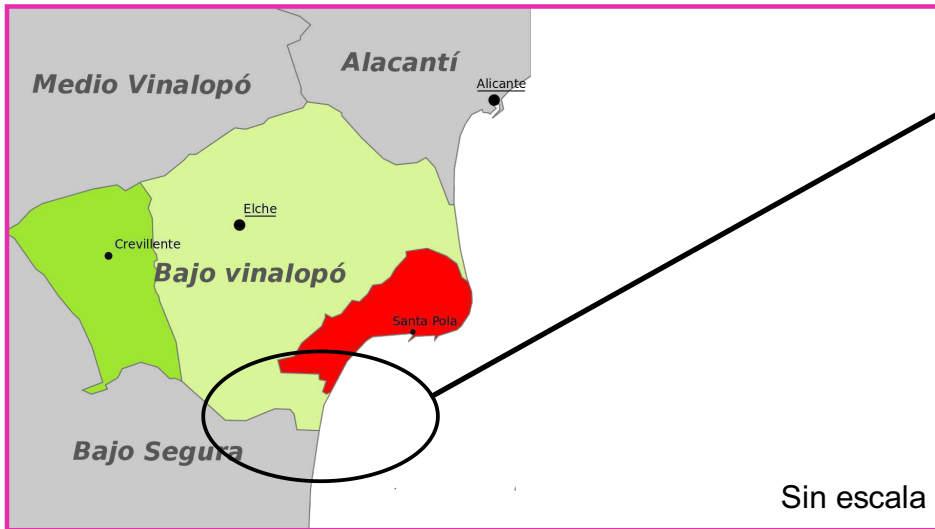 Medio Vinalopó
Alacantí
Alicante
Elche
Crevillente
Bajo vinalopó
Santa Pola
Bajo Segura
Sin escala